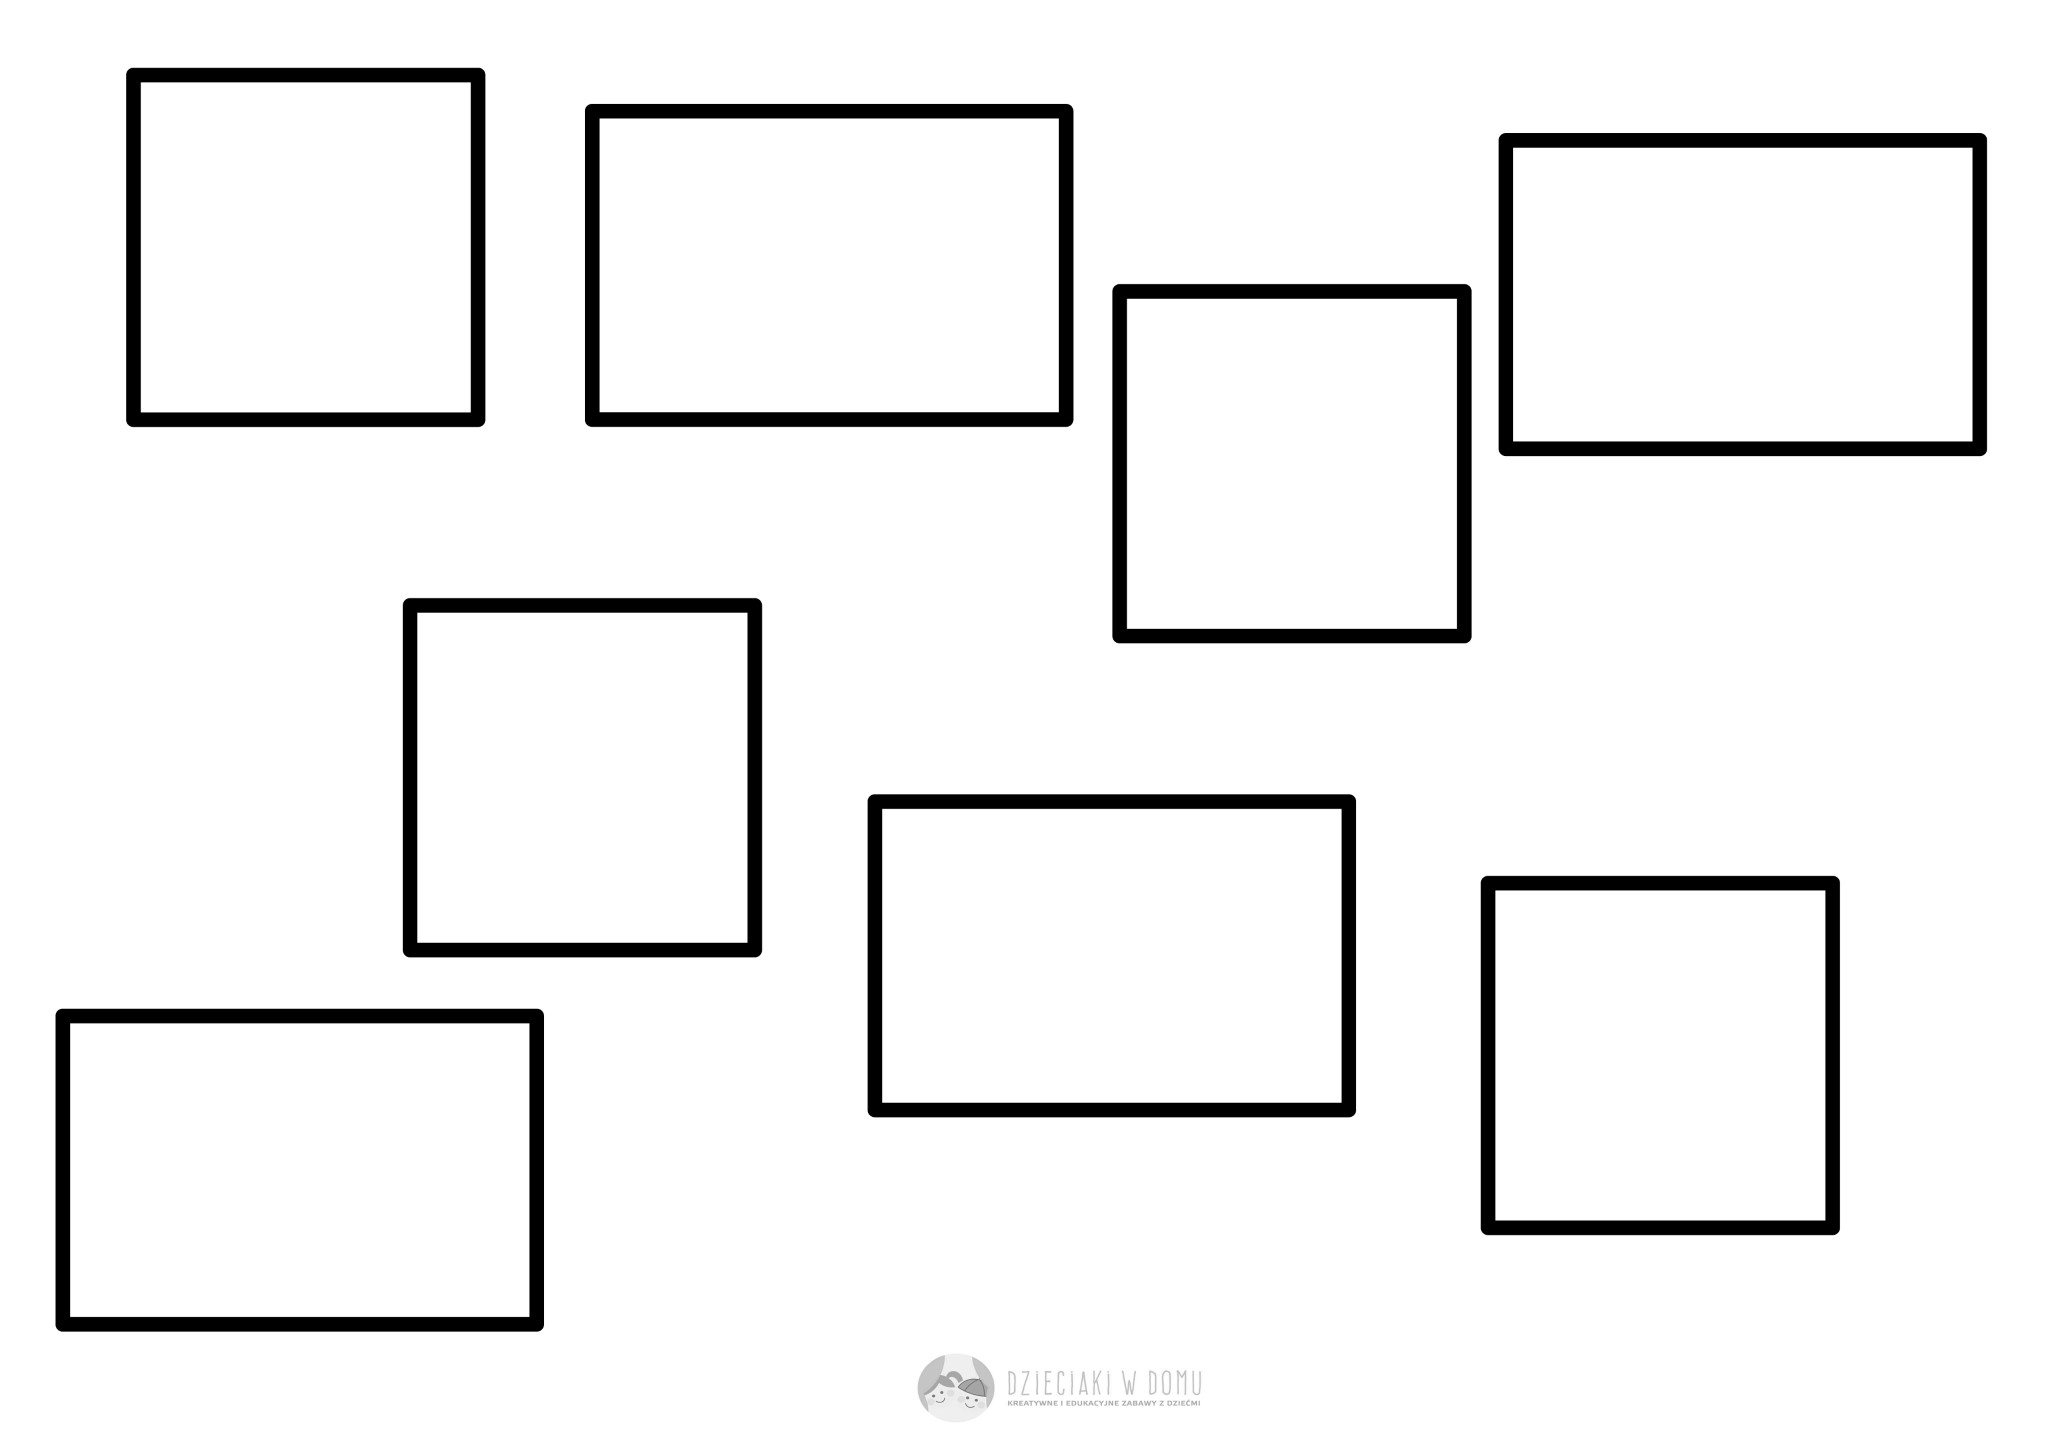 DZIECIAKI W DOMU
KREATYWNE I EDUKACYJNE ZABAWY Z DZIEĆMI